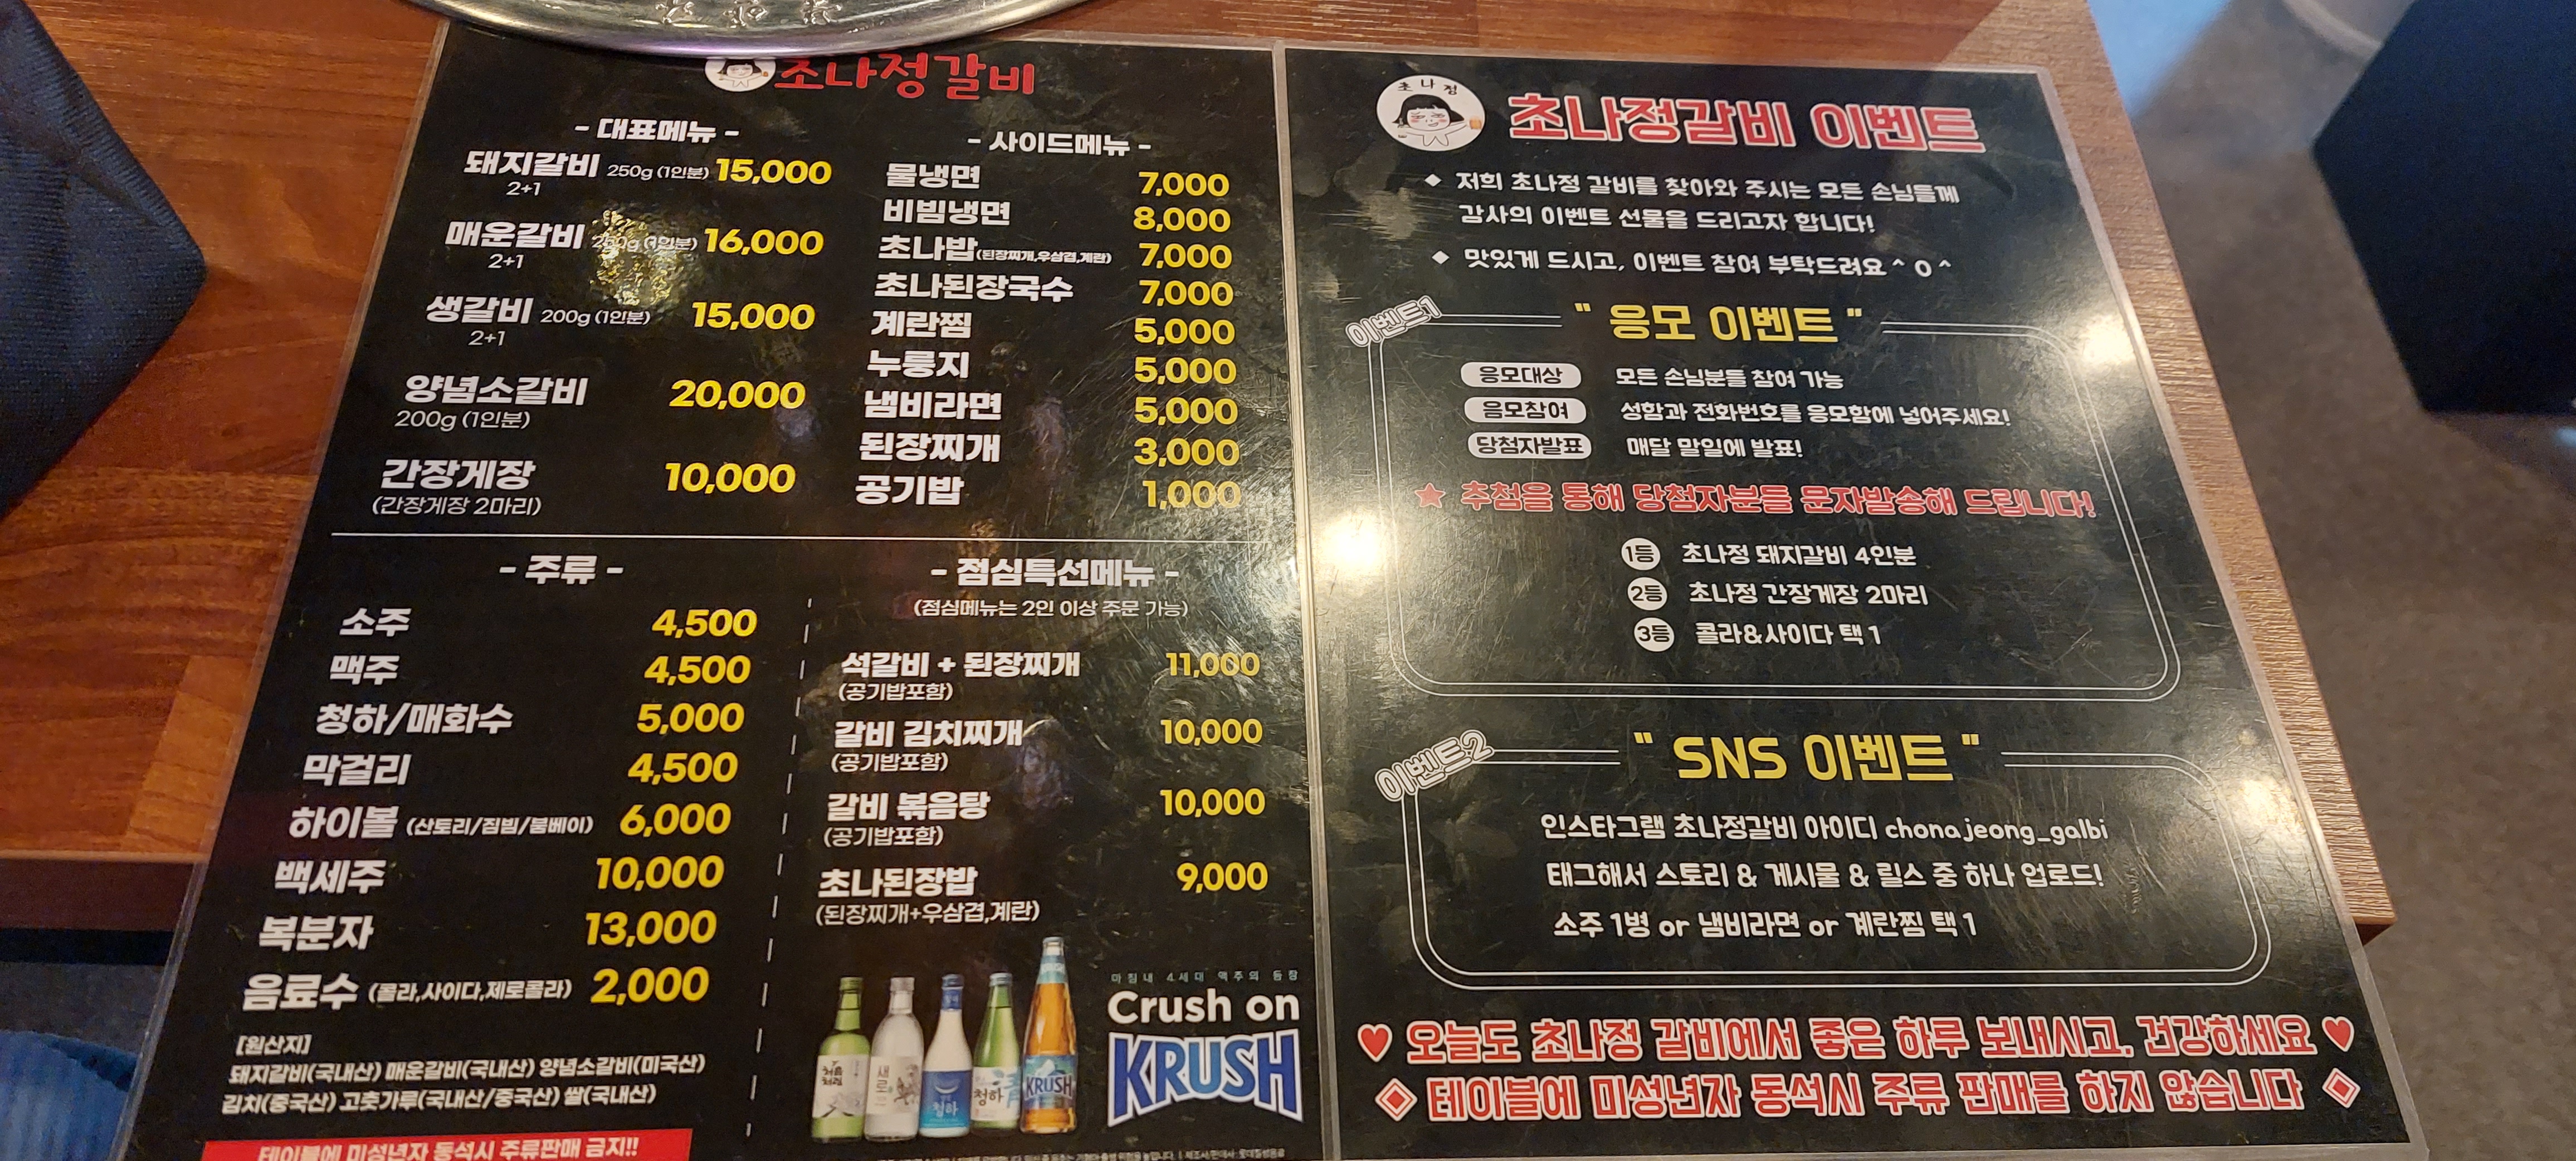 초나정갈비
- 대표메뉴 -
돼지갈비 250g (1인분) 15,000
2+1
매운갈비 250g (1인분) 16,000
2+1
생갈비 200g (1인분) 15,000
2+1
양념소갈비 20,000
200g (1인분)
간장게장 10,000
(간장게장 2마리)
- 사이드메뉴 -
물냉면 7,000
비빔냉면 8,000
초나밥(된장찌개,우삼겹,계란) 7,000
초나된장국수 7,000
계란찜 5,000
누룽지 5,000
냄비라면 5,000
된장찌개 3,000
공기밥 1,000
- 주류 -
소주 4,500
맥주 4,500
청하/매화수 5,000
막걸리 4,500
하이볼 (산토리/짐빔/붐베이) 6,000
백세주 10,000
복분자 13,000
음료수 (콜라,사이다,제로콜라) 2,000
[원산지]
돼지갈비(국내산) 매운갈비(국내산) 양념소갈비(미국산)
김치(중국산) 고춧가루(국내산/중국산) 쌀(국내산)
테이블에 미성년자 동석시 주류판매 금지!!
- 점심특선메뉴 -
(점심메뉴는 2인 이상 주문 가능)
석갈비 + 된장찌개 11,000
(공기밥포함)
갈비 김치찌개 10,000
(공기밥포함)
갈비 볶음탕 10,000
(공기밥포함)
초나된장밥 9,000
(된장찌개+우삼겹,계란)
처음
처럼
새로
청하
청하
KRUSH
마침내 4세대 맥주의 등장
Crush on
KRUSH
초나정
초나정갈비 이벤트
◆ 저희 초나정 갈비를 찾아와 주시는 모든 손님들께
감사의 이벤트 선물을 드리고자 합니다!
◆ 맛있게 드시고, 이벤트 참여 부탁드려요 ^ o ^
이벤트1
" 응모 이벤트 "
응모대상 모든 손님분들 참여 가능
음모참여 성함과 전화번호를 응모함에 넣어주세요!
당첨자발표 매달 말일에 발표!
★ 추첨을 통해 당첨자분들 문자발송해 드립니다!
1등 초나정 돼지갈비 4인분
2등 초나정 간장게장 2마리
3등 콜라&사이다 택 1
이벤트2
" SNS 이벤트 "
인스타그램 초나정갈비 아이디 chonajeong_galbi
태그해서 스토리 & 게시물 & 릴스 중 하나 업로드!
소주 1병 or 냄비라면 or 계란찜 택 1
♥ 오늘도 초나정 갈비에서 좋은 하루 보내시고, 건강하세요 ♥
◈ 테이블에 미성년자 동석시 주류 판매를 하지 않습니다 ◈